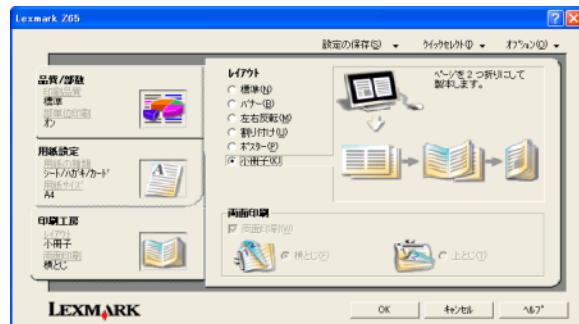 Lexmark Z65
設定の保存(S) クイックセレクト(I) オプション(O)
品質/部数
印刷品質
標準
部単位印刷
オン
用紙設定
用紙の種類
シート/ハガキ/カード
用紙サイズ
A4
印刷工房
レイアウト
小冊子
両面印刷
横とじ
レイアウト
標準(N)
バナー(B)
左右反転(M)
割り付け(U)
ポスター(P)
小冊子(K)
ページを2つ折りにして
製本します。
両面印刷
両面印刷(W)
横とじ(E)
上とじ(T)
LEXMARK
OK キャンセル ヘルプ